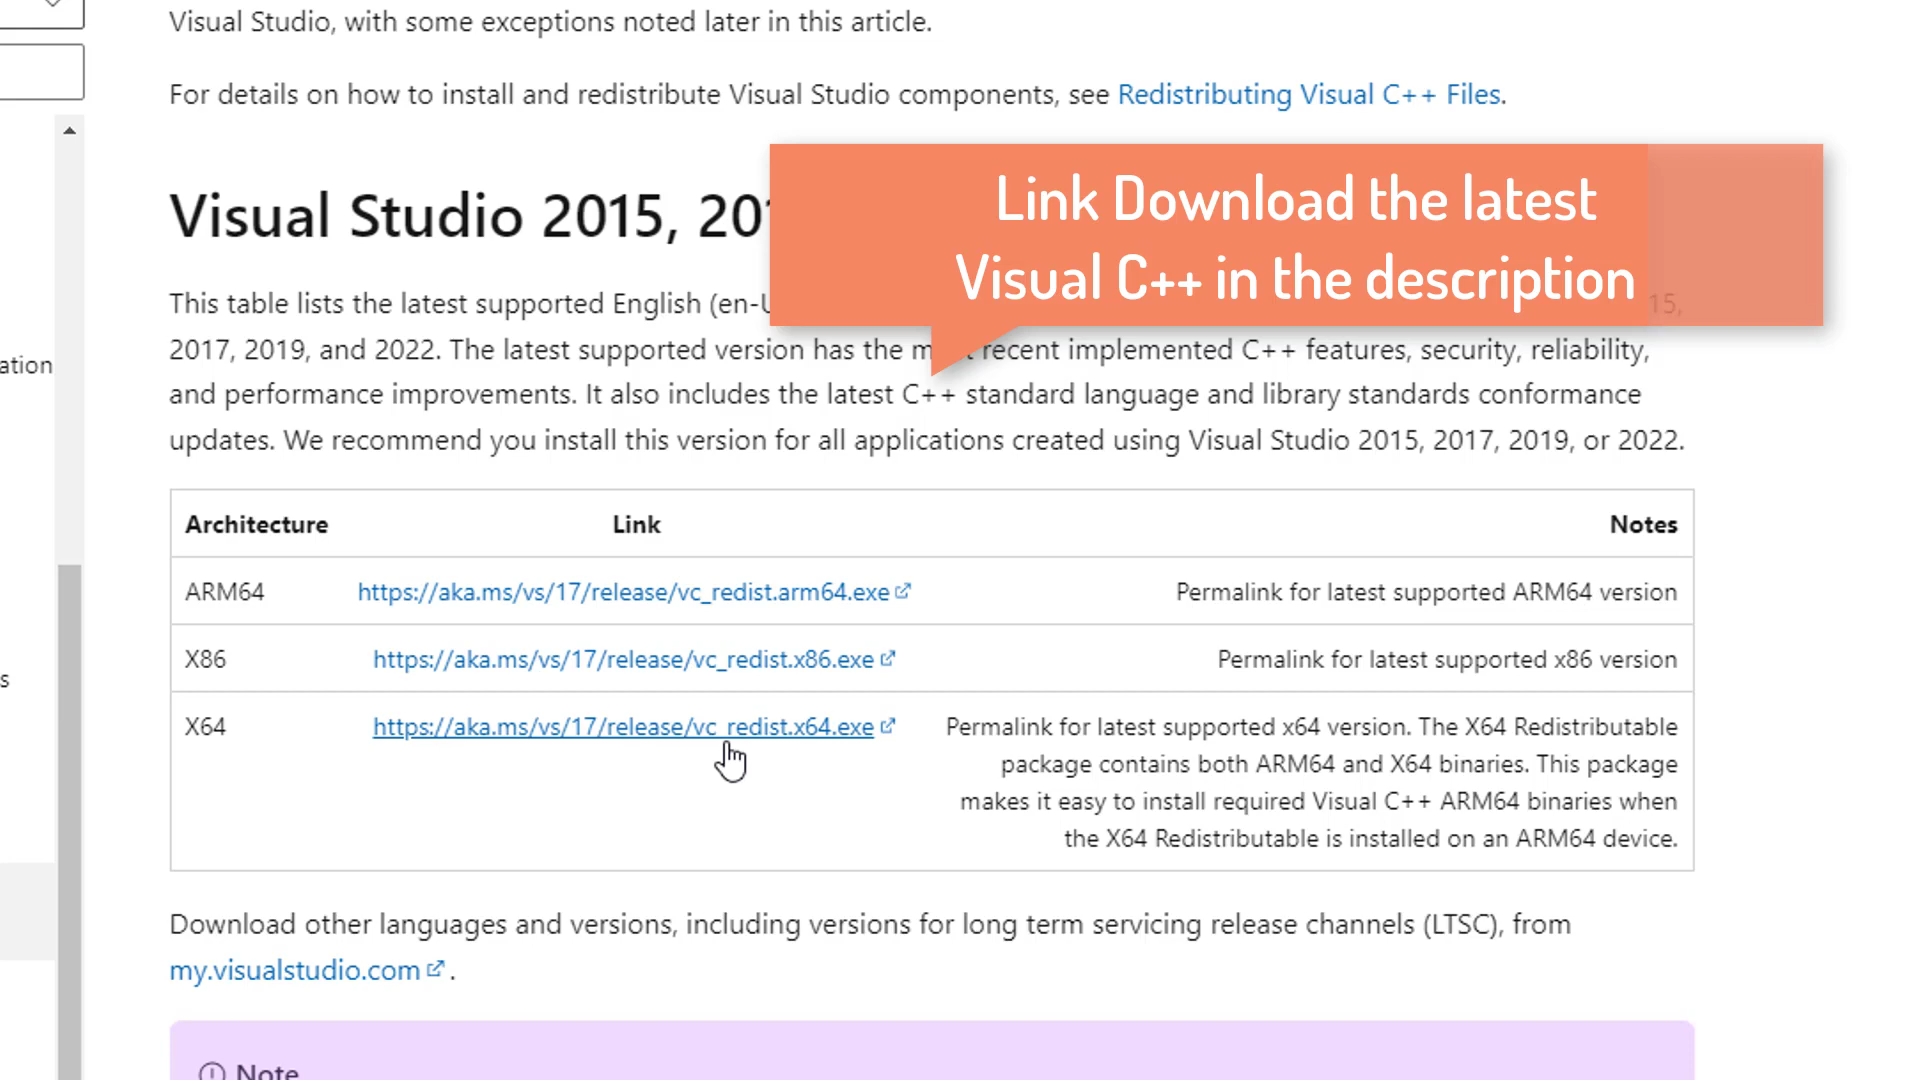 Visual Studio, with some exceptions noted later in this article.
For details on how to install and redistribute Visual Studio components, see Redistributing Visual C++ Files.
Link Download the latest
Visual C++ in the description
Visual Studio 2015, 20
This table lists the latest supported English (en-U 15,
2017, 2019, and 2022. The latest supported version has the m t recent implemented C++ features, security, reliability,
and performance improvements. It also includes the latest C++ standard language and library standards conformance
updates. We recommend you install this version for all applications created using Visual Studio 2015, 2017, 2019, or 2022.
Architecture Link Notes
ARM64 https://aka.ms/vs/17/release/vc_redist.arm64.exe Permalink for latest supported ARM64 version
X86 https://aka.ms/vs/17/release/vc_redist.x86.exe Permalink for latest supported x86 version
X64 https://aka.ms/vs/17/release/vc_redist.x64.exe Permalink for latest supported x64 version. The X64 Redistributable
package contains both ARM64 and X64 binaries. This package
makes it easy to install required Visual C++ ARM64 binaries when
the X64 Redistributable is installed on an ARM64 device.
Download other languages and versions, including versions for long term servicing release channels (LTSC), from
my.visualstudio.com .
Note
ation
s